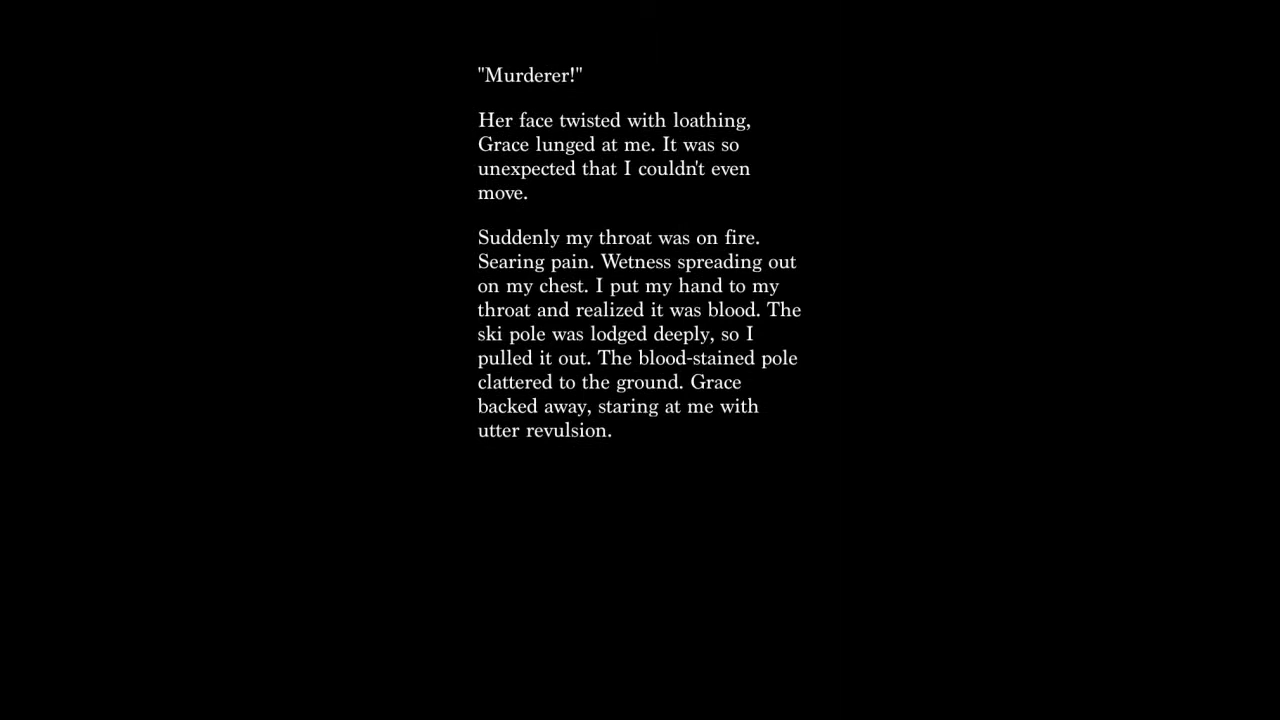 "Murderer!"
Her face twisted with loathing,
Grace lunged at me. It was so
unexpected that I couldn't even
move.
Suddenly my throat was on fire.
Searing pain. Wetness spreading out
on my chest. I put my hand to my
throat and realized it was blood. The
ski pole was lodged deeply, so I
pulled it out. The blood-stained pole
clattered to the ground. Grace
backed away, staring at me with
utter revulsion.